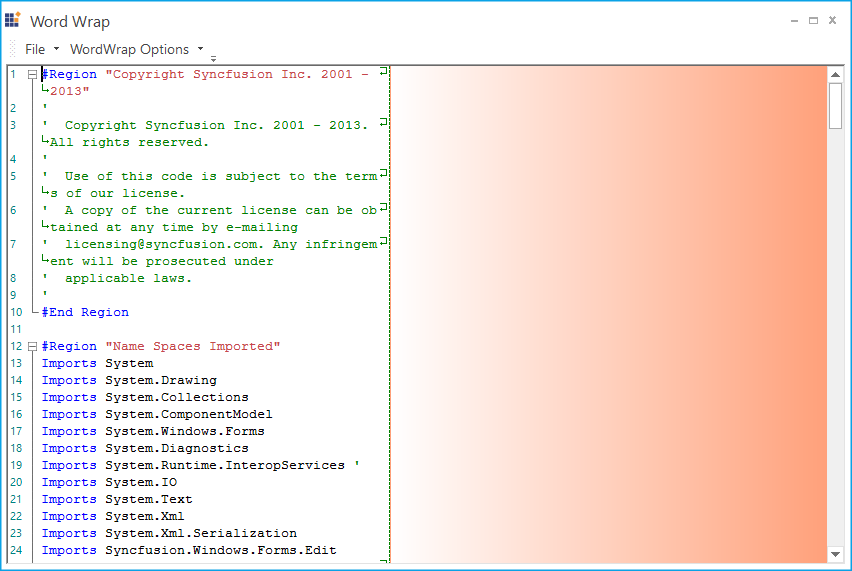 Word Wrap
File WordWrap Options
1 #Region "Copyright Syncfusion Inc. 2001 -
2013"
2 '
3 '  Copyright Syncfusion Inc. 2001 - 2013.
All rights reserved.
4 '
5 '  Use of this code is subject to the term
s of our license.
6 '  A copy of the current license can be ob
tained at any time by e-mailing
7 '  licensing@syncfusion.com. Any infringem
ent will be prosecuted under
8 '  applicable laws.
9 '
10 #End Region
11
12 #Region "Name Spaces Imported"
13 Imports System
14 Imports System.Drawing
15 Imports System.Collections
16 Imports System.ComponentModel
17 Imports System.Windows.Forms
18 Imports System.Diagnostics
19 Imports System.Runtime.InteropServices '
20 Imports System.IO
21 Imports System.Text
22 Imports System.Xml
23 Imports System.Xml.Serialization
24 Imports Syncfusion.Windows.Forms.Edit